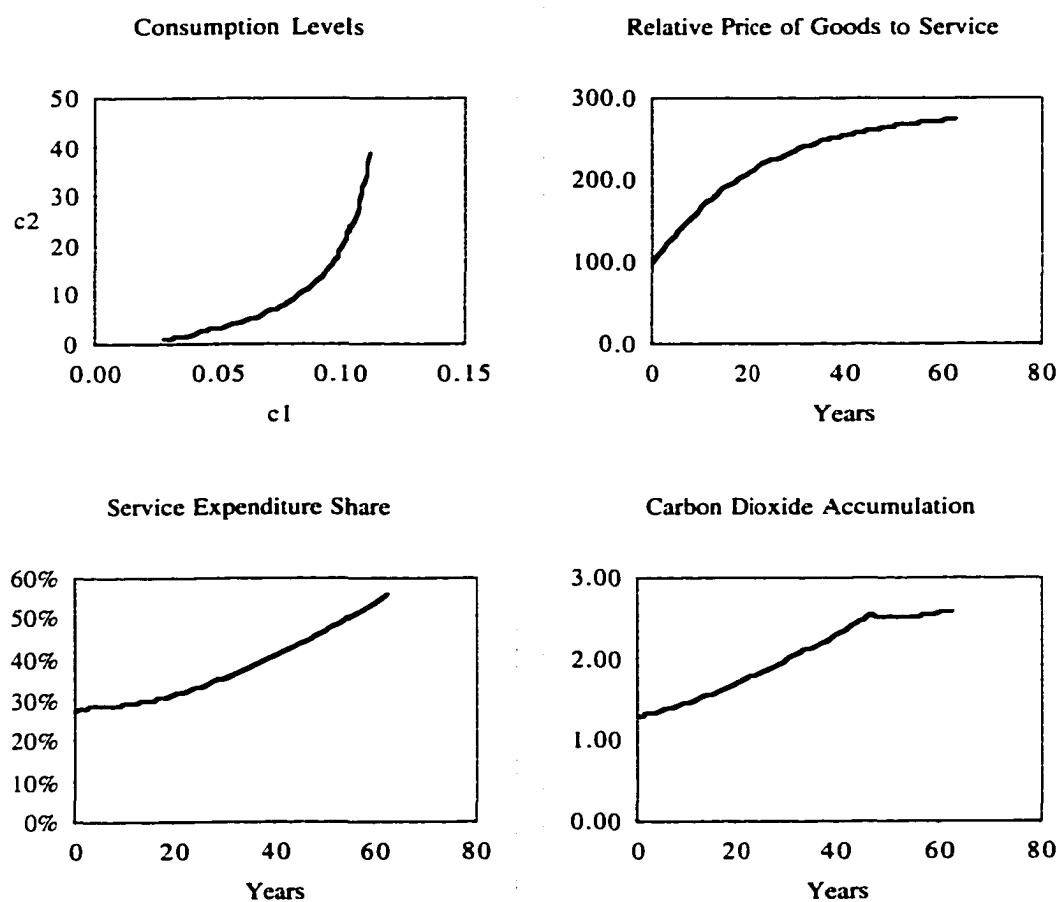 Consumption Levels
50
40
30
c2
20
10
0
0.00 0.05 0.10 0.15
c1
Relative Price of Goods to Service
300.0
200.0
100.0
0.0
0 20 40 60 80
Years
Service Expenditure Share
60%
50%
40%
30%
20%
10%
0%
0 20 40 60 80
Years
Carbon Dioxide Accumulation
3.00
2.00
1.00
0.00
0 20 40 60 80
Years